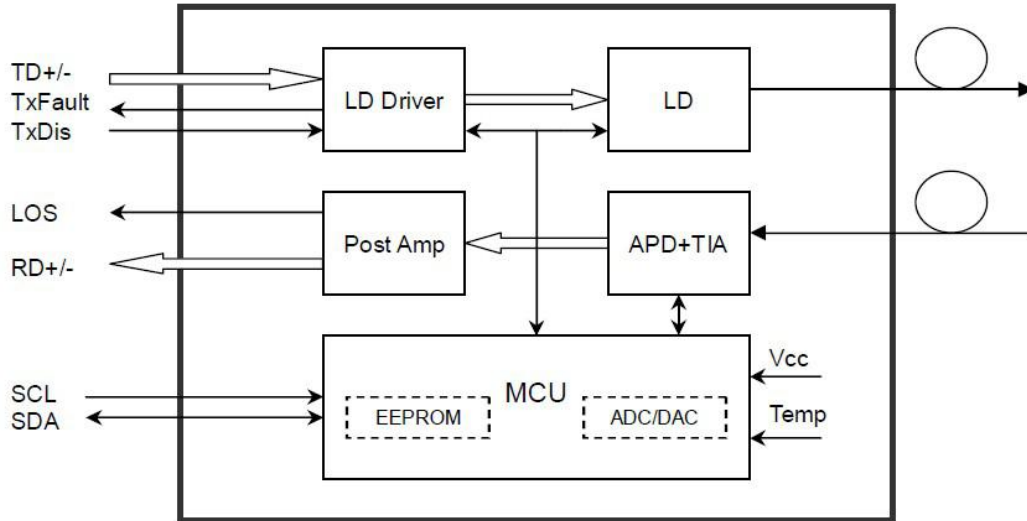 TD+/-
TxFault
TxDis
LD Driver
LD
LOS
RD+/-
Post Amp
APD+TIA
SCL
SDA
MCU
EEPROM
ADC/DAC
Vcc
Temp